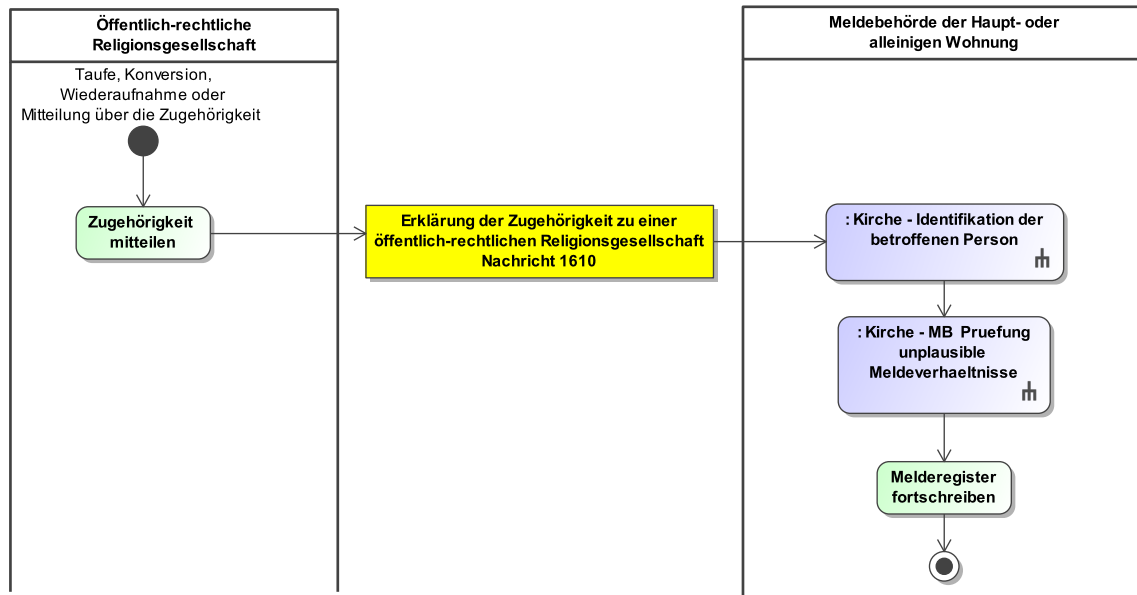 Öffentlich-rechtliche
Religionsgesellschaft
Taufe, Konversion,
Wiederaufnahme oder
Mitteilung über die Zugehörigkeit
Zugehörigkeit
mitteilen
Erklärung der Zugehörigkeit zu einer
öffentlich-rechtlichen Religionsgesellschaft
Nachricht 1610
Meldebehörde der Haupt- oder
alleinigen Wohnung
: Kirche - Identifikation der
betroffenen Person
: Kirche - MB  Pruefung
unplausible
Meldeverhaeltnisse
Melderegister
fortschreiben